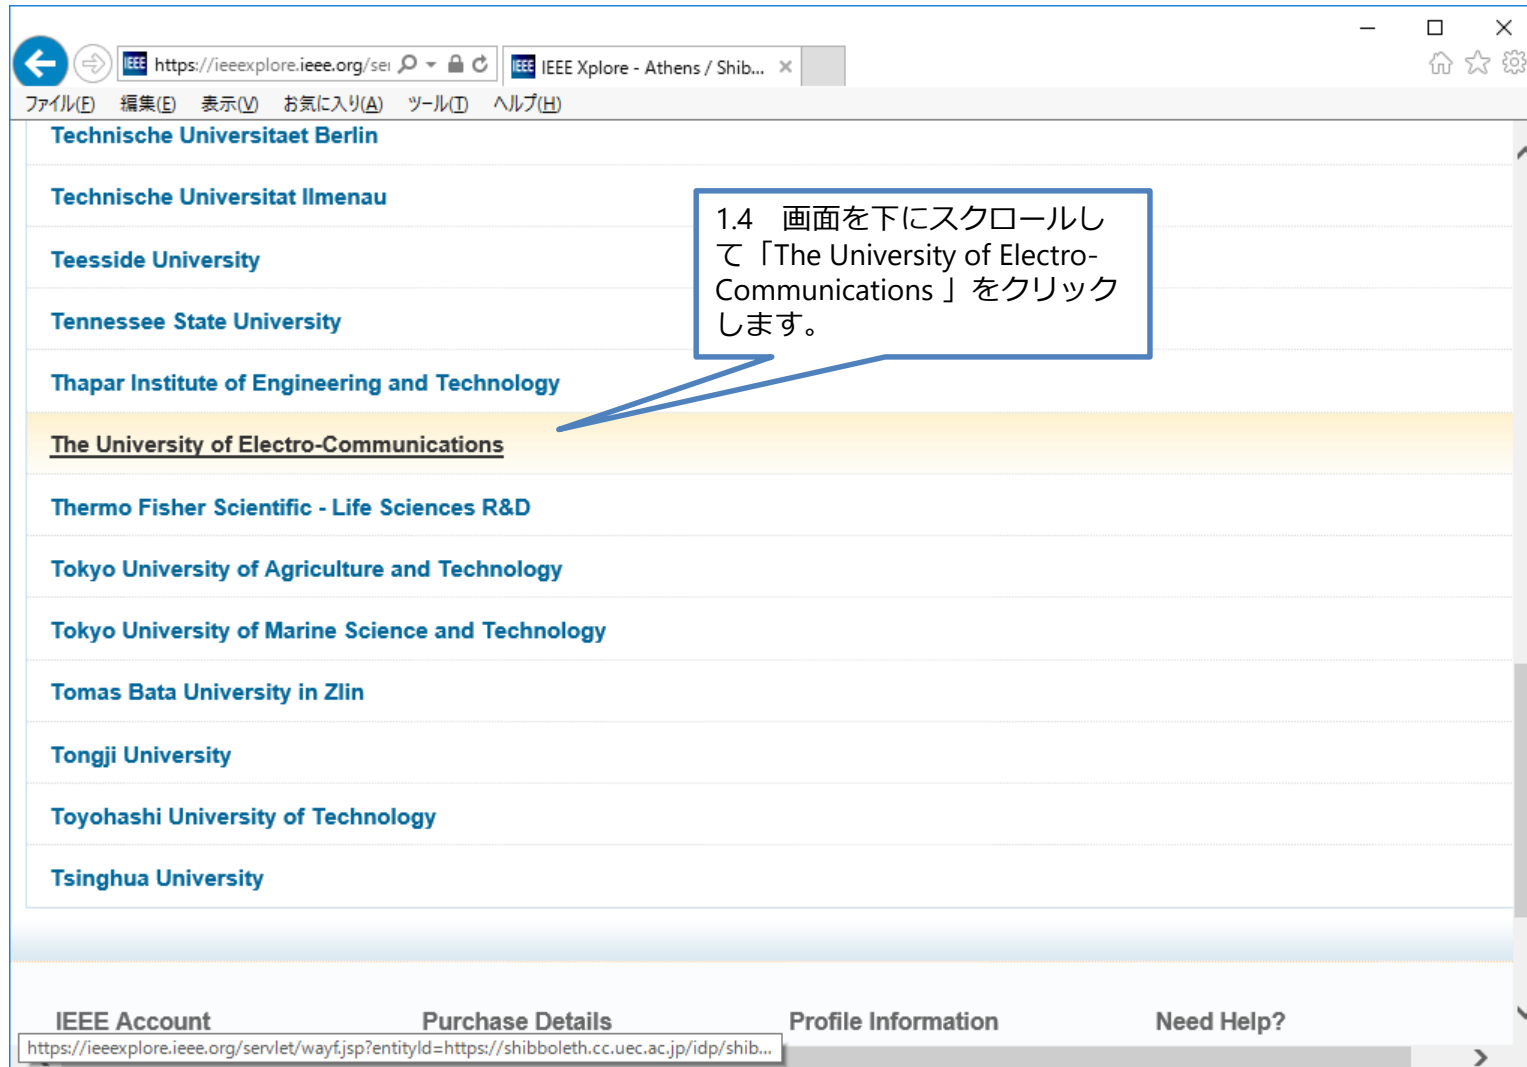 IEEE https://ieeexplore.ieee.org/ser IEEE IEEE Xplore - Athens / Shib...
ファイル(F) 編集(E) 表示(V) お気に入り(A) ツール(T) ヘルプ(H)
Technische Universitaet Berlin
Technische Universitat Ilmenau
Teesside University
Tennessee State University
Thapar Institute of Engineering and Technology
1.4 画面を下にスクロールし
て「The University of Electro-
Communications 」をクリック
します。
The University of Electro-Communications
Thermo Fisher Scientific - Life Sciences R&D
Tokyo University of Agriculture and Technology
Tokyo University of Marine Science and Technology
Tomas Bata University in Zlin
Tongji University
Toyohashi University of Technology
Tsinghua University
IEEE Account Purchase Details Profile Information Need Help?
https://ieeexplore.ieee.org/servlet/wayf.jsp?entityId=https://shibboleth.cc.uec.ac.jp/idp/shib...